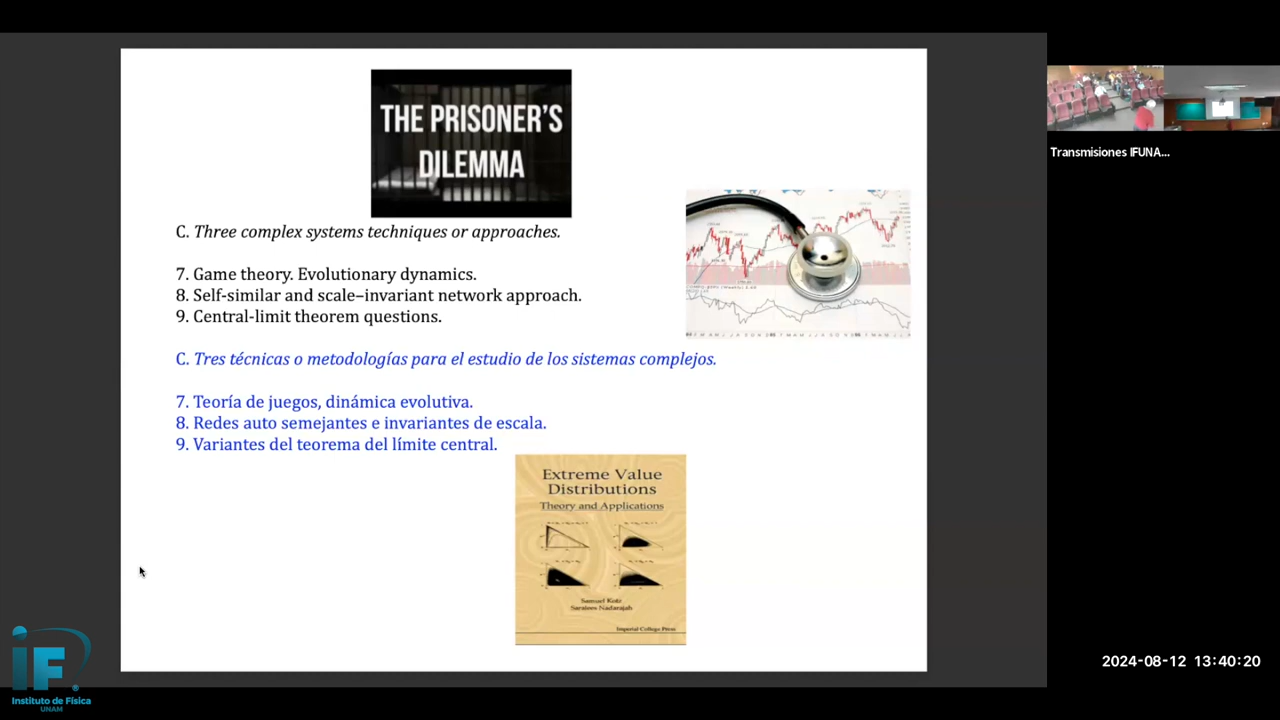 THE PRISONER'S
DILEMMA
C. Three complex systems techniques or approaches.
7. Game theory. Evolutionary dynamics.
8. Self-similar and scale–invariant network approach.
9. Central-limit theorem questions.
C. Tres técnicas o metodologías para el estudio de los sistemas complejos.
7. Teoría de juegos, dinámica evolutiva.
8. Redes auto semejantes e invariantes de escala.
9. Variantes del teorema del límite central.
Extreme Value
Distributions
Theory and Applications
Samuel Kotz
Saralees Nadarajah
Imperial College Press
Transmisiones IFUNA...
2024-08-12 13:40:20
iF
Instituto de Física
UNAM